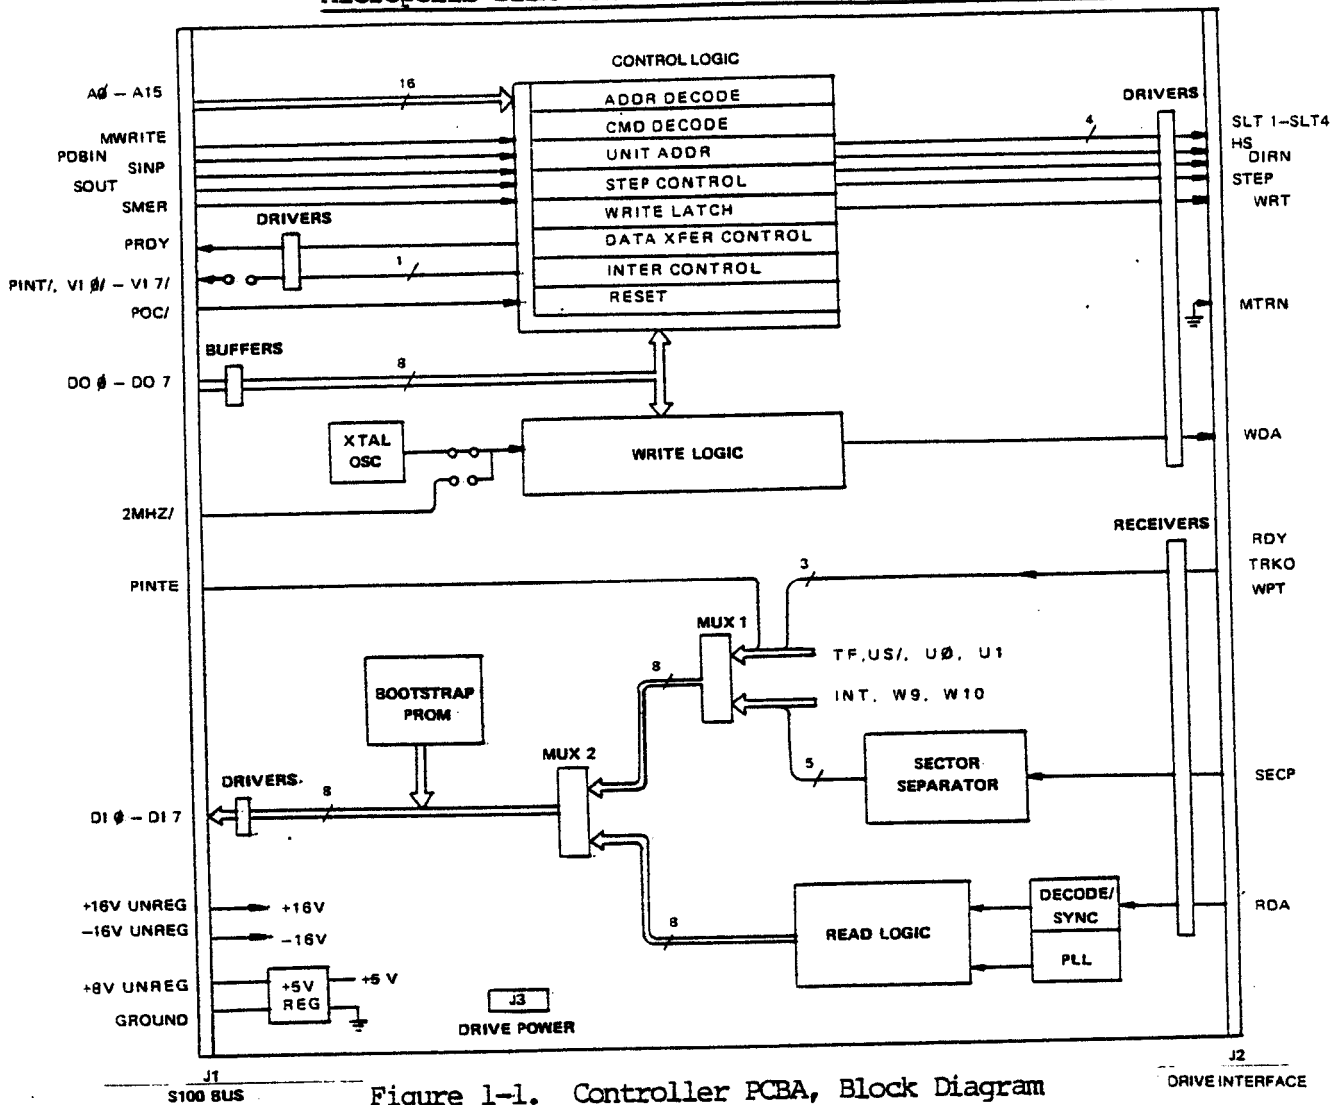 CONTROL LOGIC
AØ – A15
16
ADDR DECODE
DRIVERS
CMD DECODE
4
SLT 1–SLT4
MWRITE
HS
PDBIN
UNIT ADDR
DIRN
SINP
STEP CONTROL
STEP
SOUT
WRITE LATCH
WRT
SMER
DRIVERS
DATA XFER CONTROL
PRDY
1
INTER CONTROL
PINT/, VI Ø/ – VI 7/
RESET
MTRN
POC/
BUFFERS
DO Ø – DO 7
8
XTAL
OSC
WRITE LOGIC
WDA
2MHZ/
RECEIVERS
RDY
PINTE
3
TRKO
WPT
MUX 1
TF,US/, UØ, U1
8
INT, W9, W10
BOOTSTRAP
PROM
MUX 2
5
SECTOR
SEPARATOR
SECP
DRIVERS.
8
DI Ø – DI 7
+16V UNREG
+16V
DECODE/
SYNC
RDA
–16V UNREG
–16V
8
READ LOGIC
PLL
+8V UNREG
+5V
REG
+5 V
GROUND
J3
DRIVE POWER
J1
S100 BUS
J2
DRIVE INTERFACE
Figure 1-1. Controller PCBA, Block Diagram